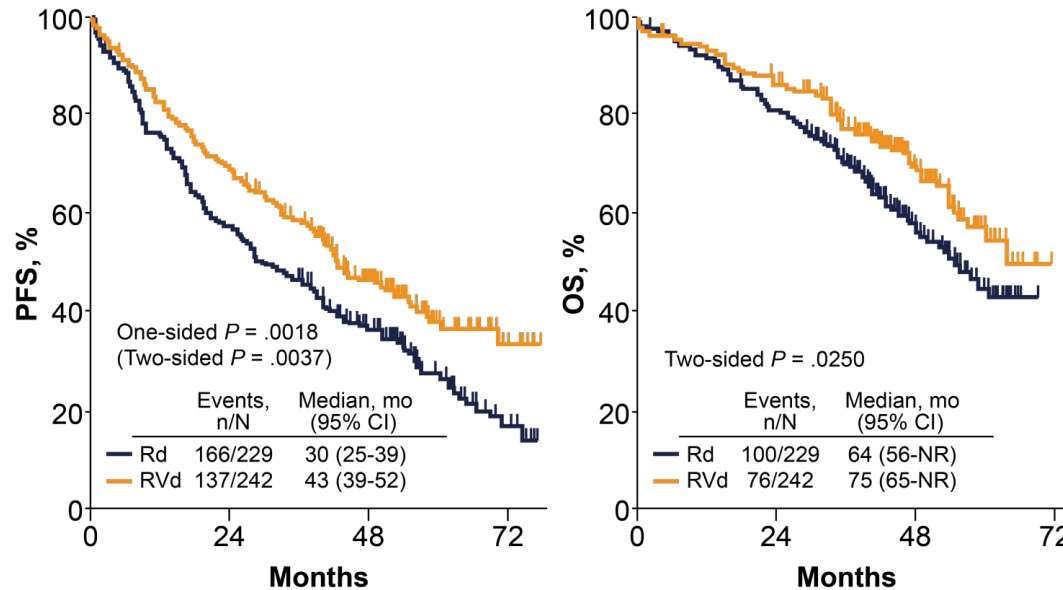 100
80
60
40
20
0
PFS, %
One-sided P = .0018
(Two-sided P = .0037)
Events, n/N
Median, mo (95% CI)
Rd 166/229 30 (25-39)
RVd 137/242 43 (39-52)
0 24 48 72
Months
100
80
60
40
20
0
OS, %
Two-sided P = .0250
Events, n/N
Median, mo (95% CI)
Rd 100/229 64 (56-NR)
RVd 76/242 75 (65-NR)
0 24 48 72
Months